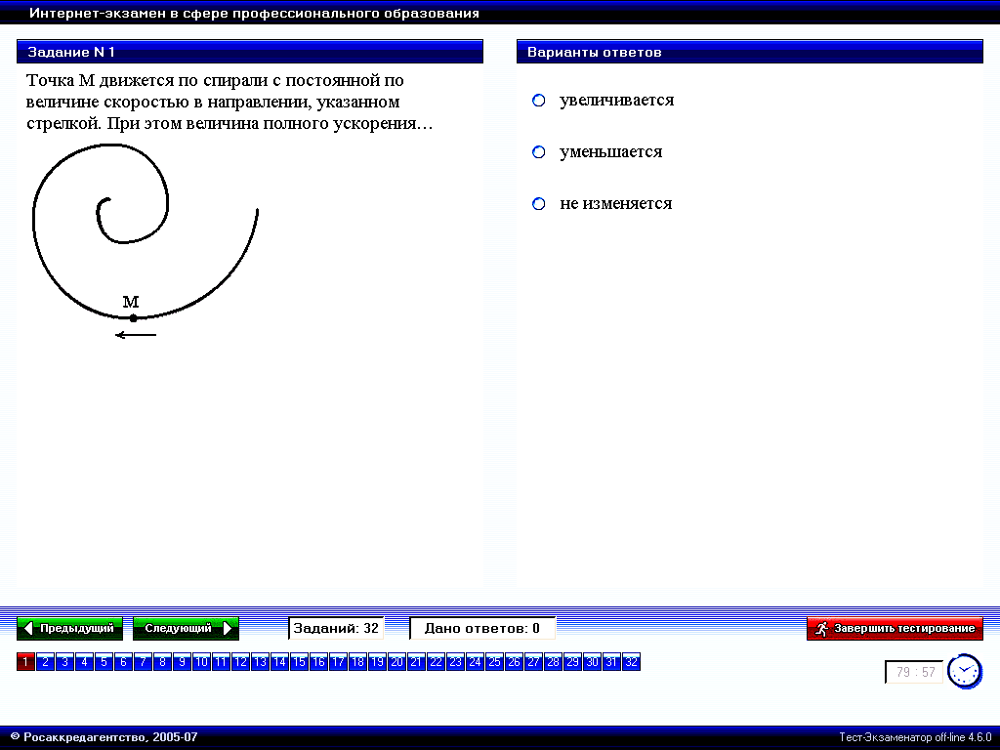 Интернет-экзамен в сфере профессионального образования
Задание N 1
Точка М движется по спирали с постоянной по
величине скоростью в направлении, указанном
стрелкой. При этом величина полного ускорения…
М
Варианты ответов
увеличивается
уменьшается
не изменяется
Предыдущий
Следующий
Заданий: 32
Дано ответов: 0
Завершить тестирование
1 2 3 4 5 6 7 8 9 10 11 12 13 14 15 16 17 18 19 20 21 22 23 24 25 26 27 28 29 30 31 32
79 : 57
© Росаккредагентство, 2005-07
Тест-Экзаменатор off-line 4.6.0